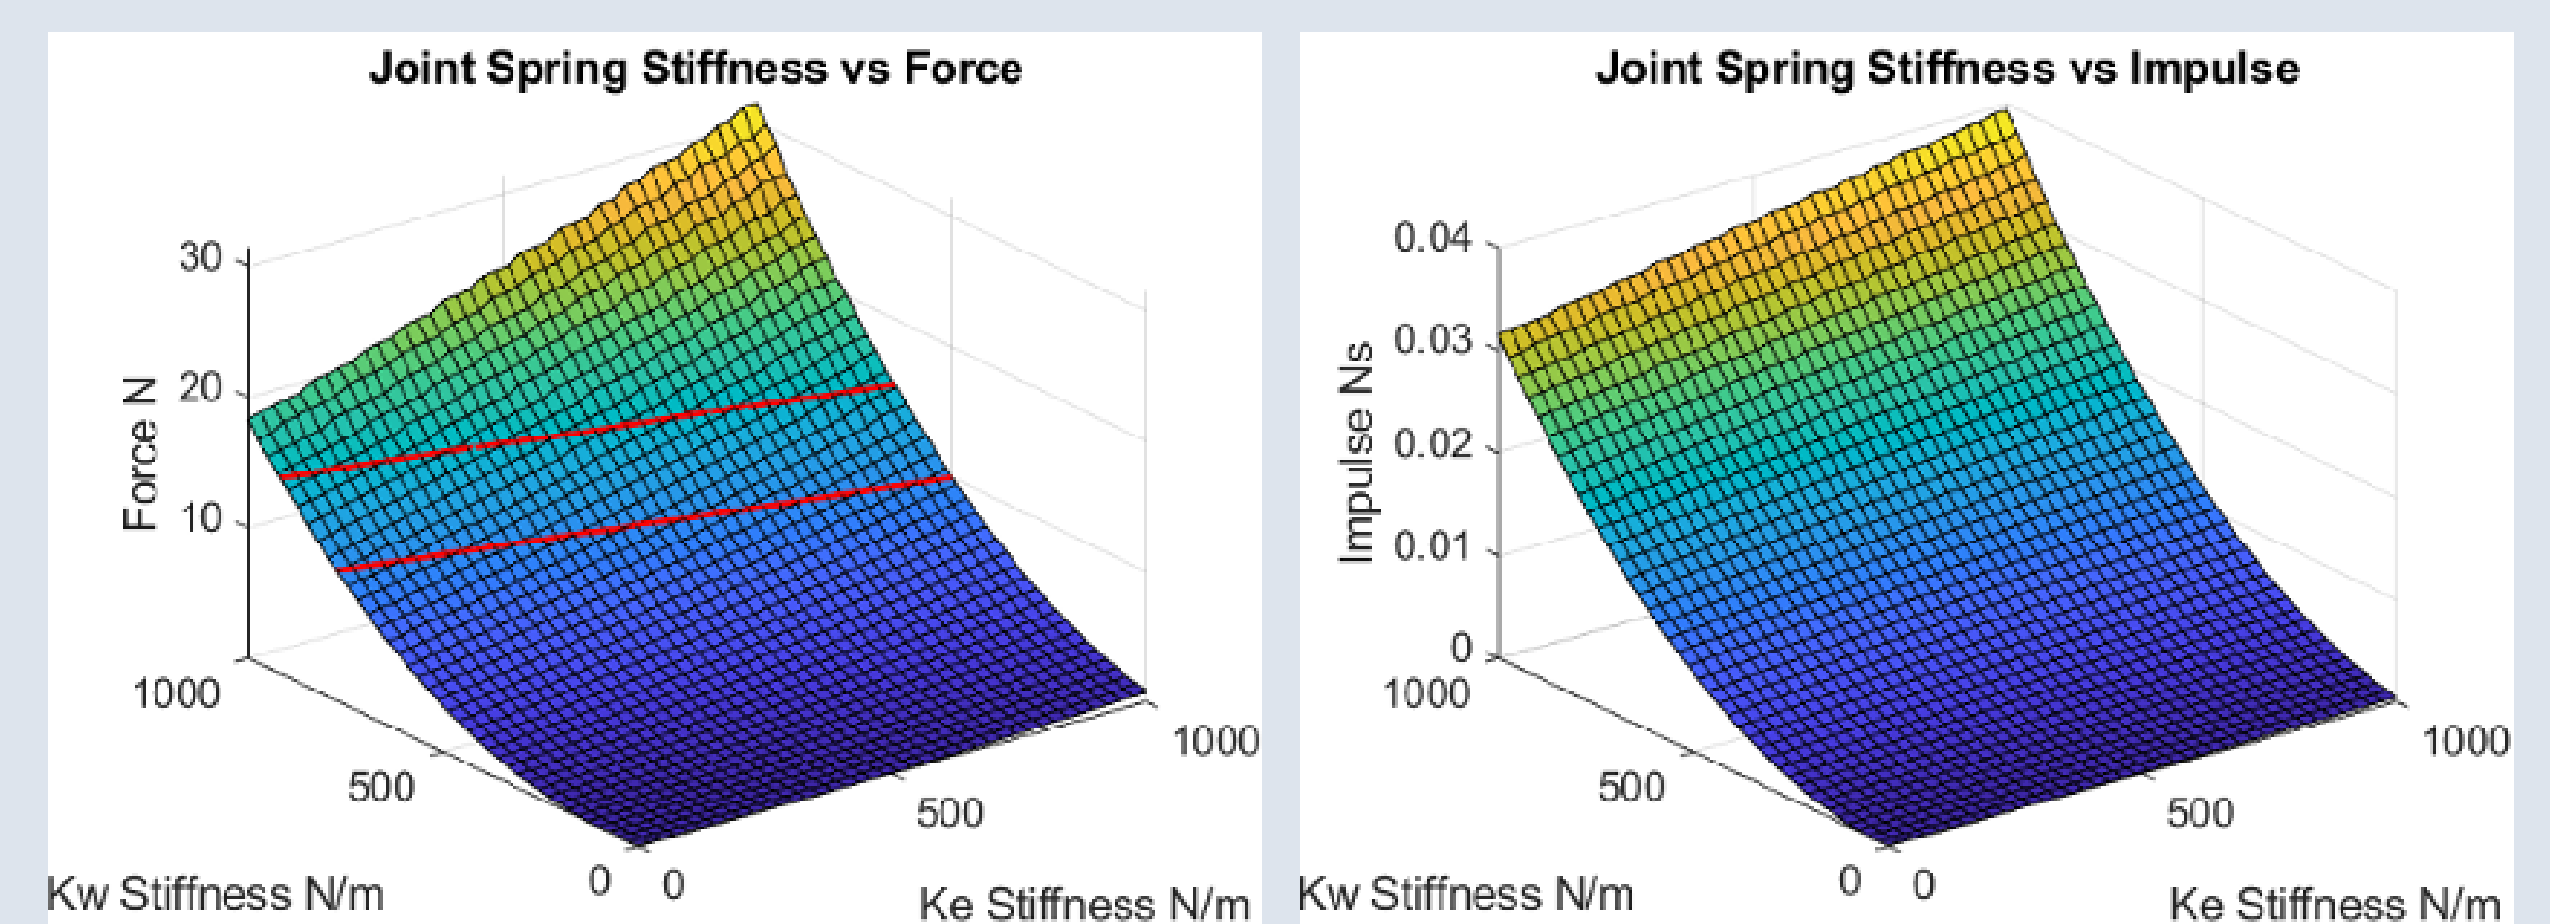 Joint Spring Stiffness vs Force
30
20
10
Force N
1000
500
0
0
500
1000
Kw Stiffness N/m
Ke Stiffness N/m
Joint Spring Stiffness vs Impulse
0.04
0.03
0.02
0.01
0
Impulse Ns
1000
500
0
0
500
1000
Kw Stiffness N/m
Ke Stiffness N/m